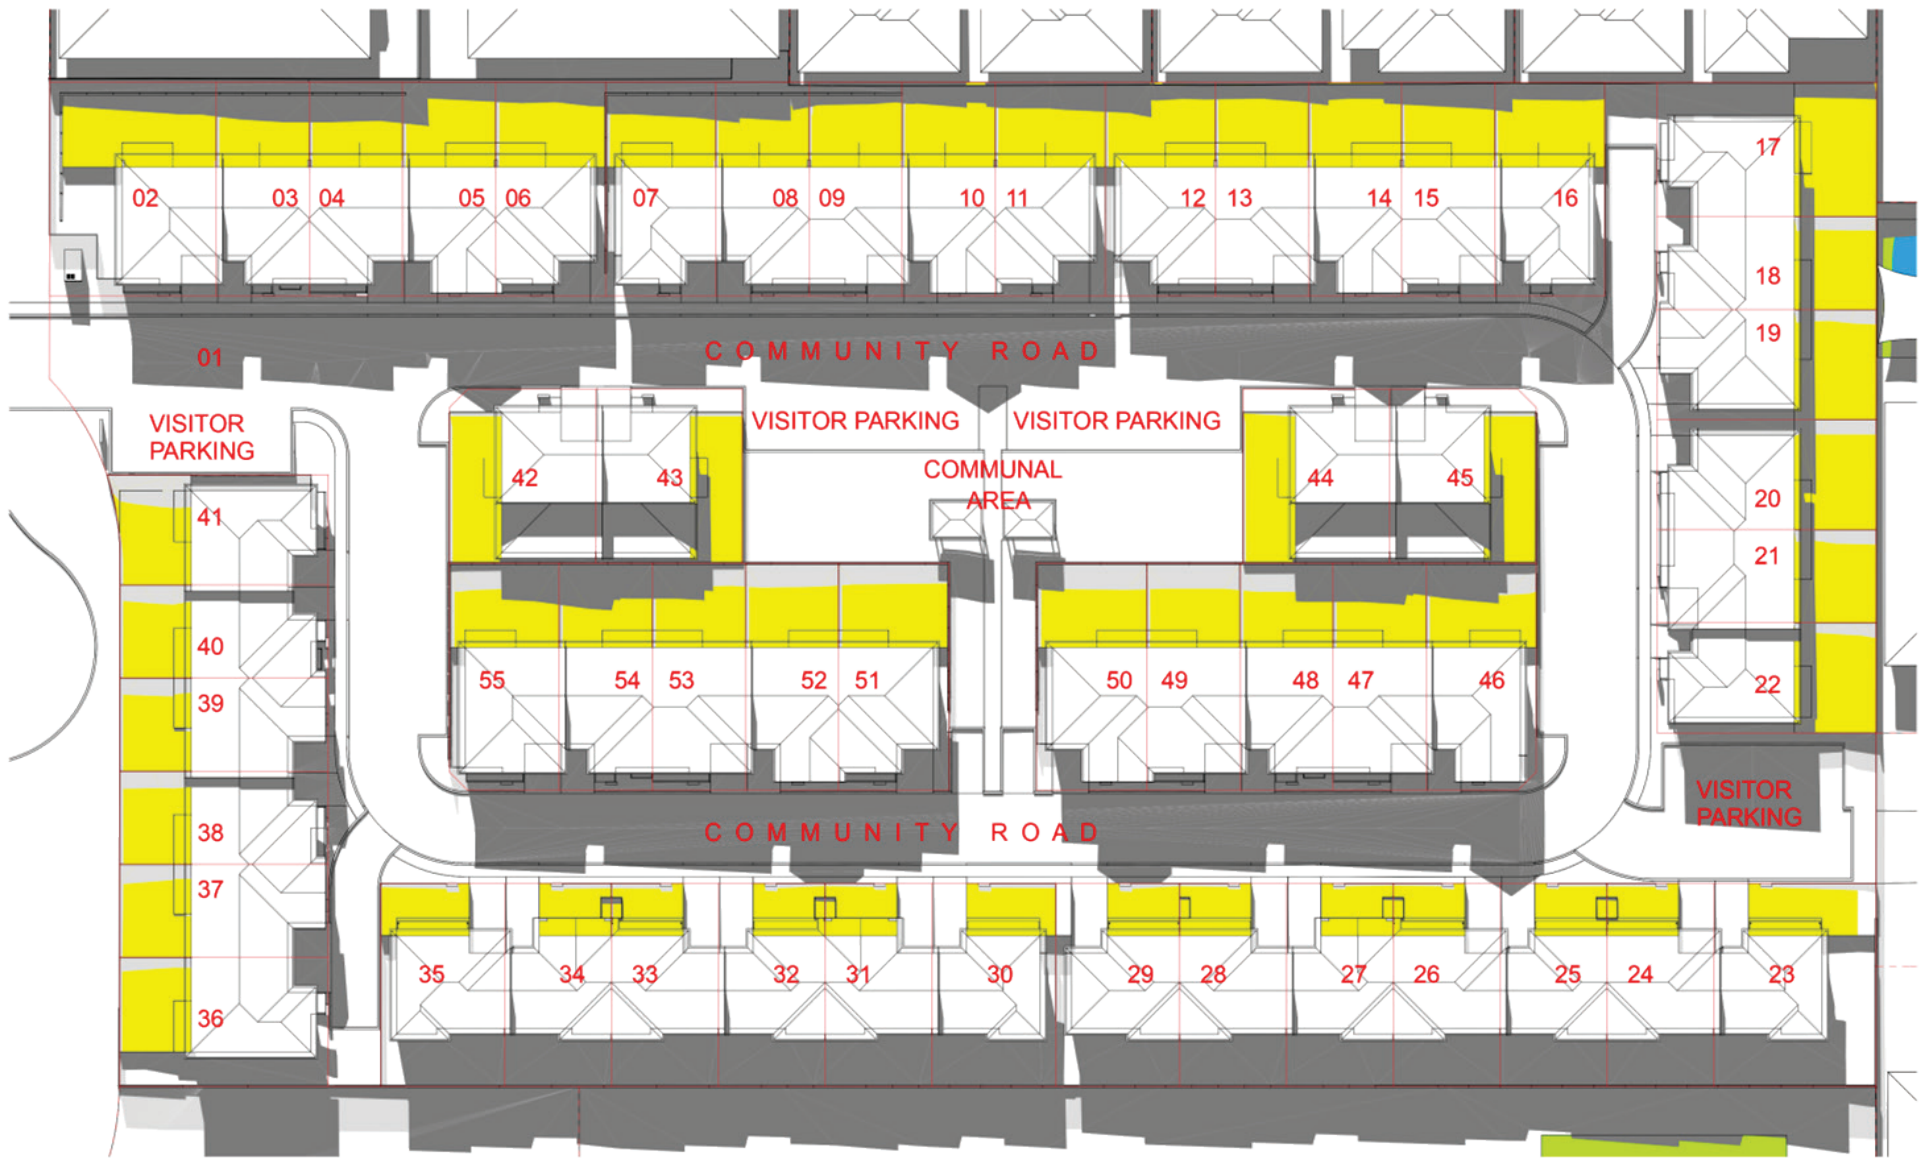 02 03 04 05 06 07 08 09 10 11 12 13 14 15 16
17
18
19
01
COMMUNITY ROAD
VISITOR
PARKING
VISITOR PARKING
VISITOR PARKING
COMMUNAL
AREA
42 43
44 45
41
40
39
38
37
36
20
21
22
55 54 53 52 51
50 49 48 47 46
VISITOR
PARKING
COMMUNITY ROAD
35 34 33 32 31 30 29 28 27 26 25 24 23